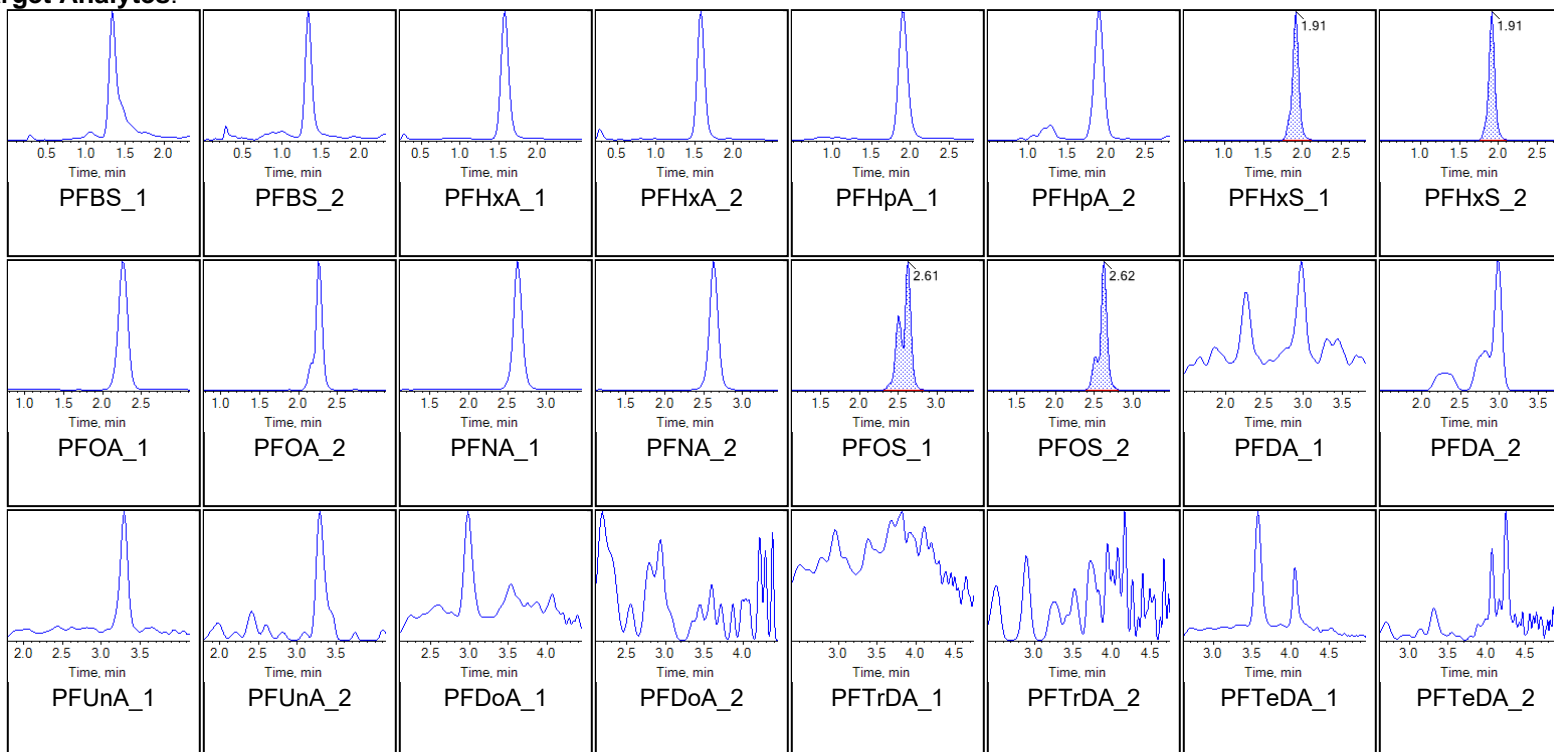 arget Analytes:
1.91 1.91
0.5 1.0 1.5 2.0 0.5 1.0 1.5 2.0 0.5 1.0 1.5 2.0 0.5 1.0 1.5 2.0 1.0 1.5 2.0 2.5 1.0 1.5 2.0 2.5 1.0 1.5 2.0 2.5 1.0 1.5 2.0 2.5
Time, min Time, min Time, min Time, min Time, min Time, min Time, min Time, min
PFBS_1 PFBS_2 PFHxA_1 PFHxA_2 PFHpA_1 PFHpA_2 PFHxS_1 PFHxS_2
2.61 2.62
1.0 1.5 2.0 2.5 1.0 1.5 2.0 2.5 1.5 2.0 2.5 3.0 1.5 2.0 2.5 3.0 1.5 2.0 2.5 3.0 1.5 2.0 2.5 3.0 2.0 2.5 3.0 3.5 2.0 2.5 3.0 3.5
Time, min Time, min Time, min Time, min Time, min Time, min Time, min Time, min
PFOA_1 PFOA_2 PFNA_1 PFNA_2 PFOS_1 PFOS_2 PFDA_1 PFDA_2
2.0 2.5 3.0 3.5 2.0 2.5 3.0 3.5 2.5 3.0 3.5 4.0 2.5 3.0 3.5 4.0 3.0 3.5 4.0 4.5 3.0 3.5 4.0 4.5 3.0 3.5 4.0 4.5 3.0 3.5 4.0 4.5
Time, min Time, min Time, min Time, min Time, min Time, min Time, min Time, min
PFUnA_1 PFUnA_2 PFDoA_1 PFDoA_2 PFTrDA_1 PFTrDA_2 PFTeDA_1 PFTeDA_2